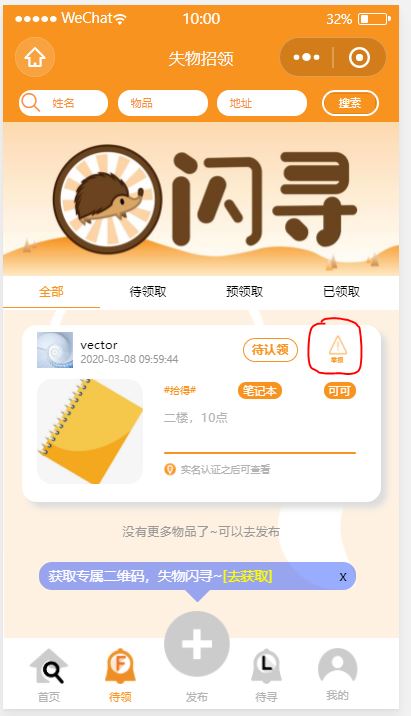 WeChat 10:00 32%
失物招领
姓名 物品 地址 搜索
闪寻
全部 待领取 预领取 已领取
vector 待认领
2020-03-08 09:59:44 举报
#拾得# 笔记本 可可
二楼，10点
实名认证之后可查看
没有更多物品了~可以去发布
获取专属二维码，失物闪寻~[去获取] x
F L
首页 待领 发布 待寻 我的